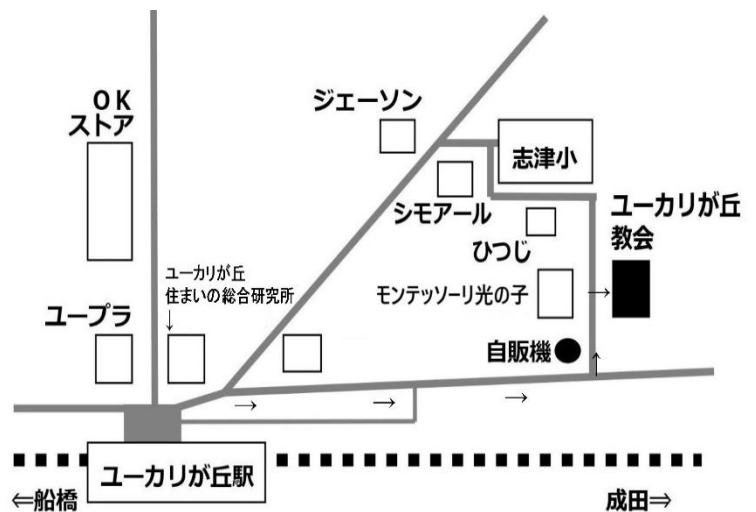 OK
ストア
ジェーソン
志津小
シモアール
ユーカリが丘
教会
ひつじ
ユーカリが丘
住まいの総合研究所
↓
モンテッソーリ光の子
→
ユープラ
自販機
↑
→
→
→
ユーカリが丘駅
⇐船橋
成田⇒